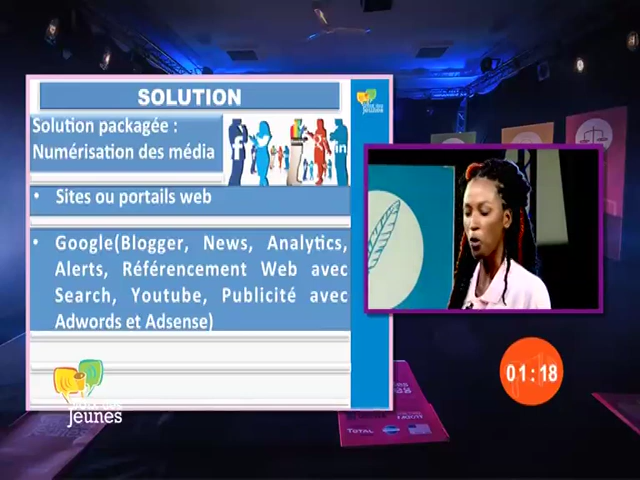 SOLUTION
Solution packagée :
Numérisation des média
• Sites ou portails web
• Google(Blogger, News, Analytics,
Alerts, Référencement Web avec
Search, Youtube, Publicité avec
Adwords et Adsense)
Jeunes
01:18
TOTAL